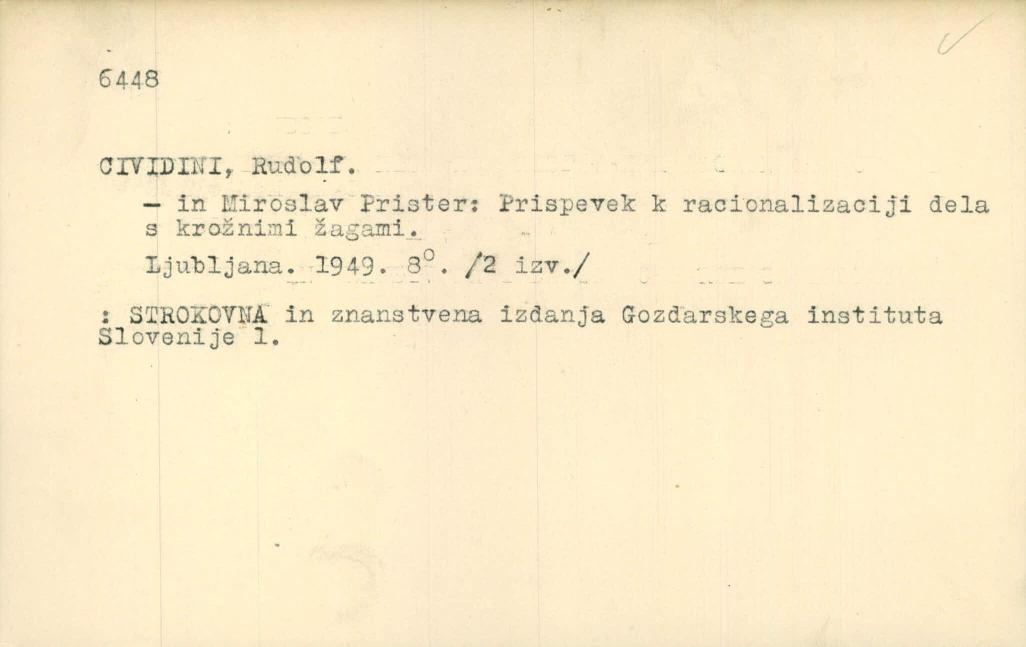 6448
CIVIDINI, Rudolf.
— in Miroslav Prister: Prispevek k racionalizaciji dela
s krožnimi žagami.
Ljubljana. 1949. 8°. /2 izv./
: STROKOVNA in znanstvena izdanja Gozdarskega instituta
Slovenije 1.